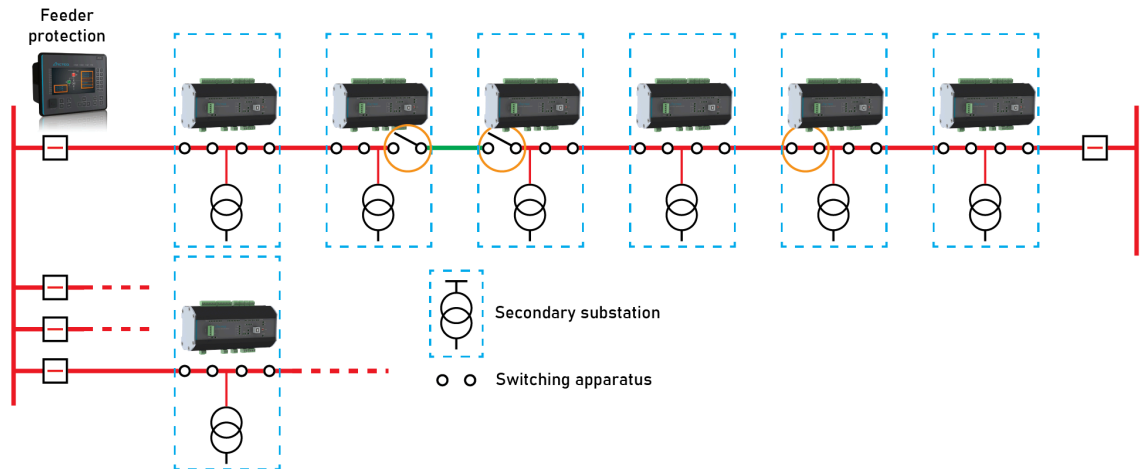 Feeder
protection
Secondary substation
Switching apparatus